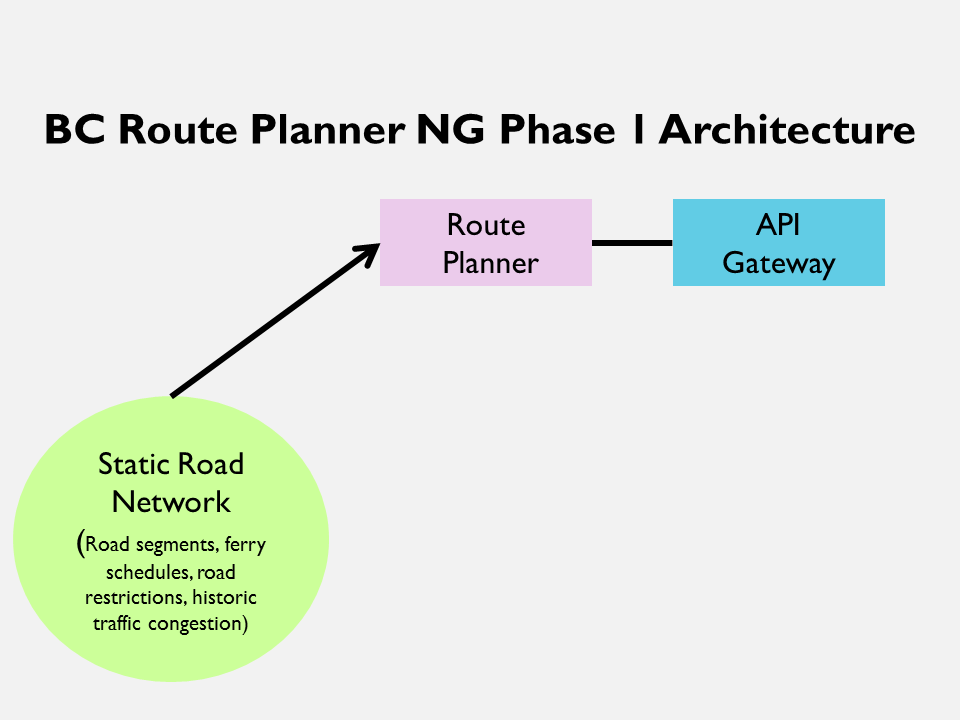 BC Route Planner NG Phase 1 Architecture
Route
Planner
API
Gateway
Static Road
Network
(Road segments, ferry
schedules, road
restrictions, historic
traffic congestion)